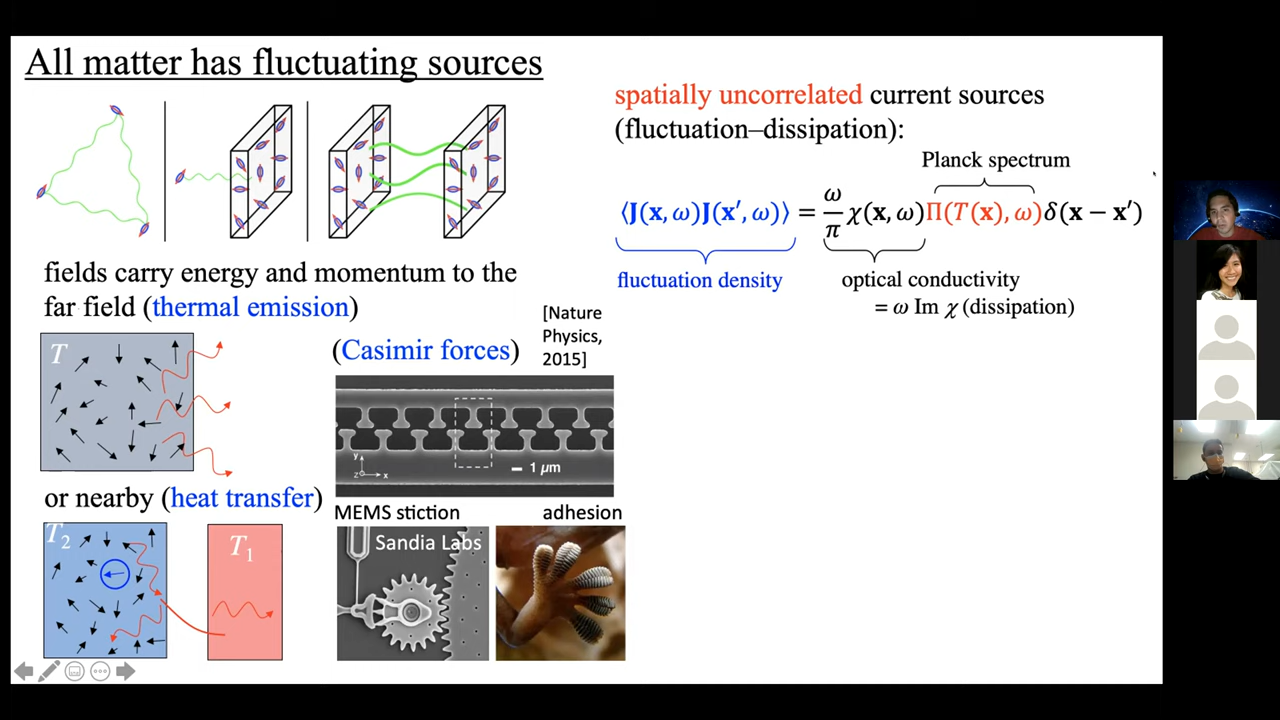 All matter has fluctuating sources
fields carry energy and momentum to the
far field (thermal emission)
T
or nearby (heat transfer)
T₂
T₁
[Nature
Physics,
2015]
(Casimir forces)
y
z
x
1 µm
MEMS stiction
adhesion
Sandia Labs
spatially uncorrelated current sources
(fluctuation–dissipation):
Planck spectrum
⟨J(x, ω)J(x′, ω)⟩ = ω/π χ(x, ω)Π(T(x), ω)δ(x − x′)
fluctuation density
optical conductivity
= ω Im χ (dissipation)